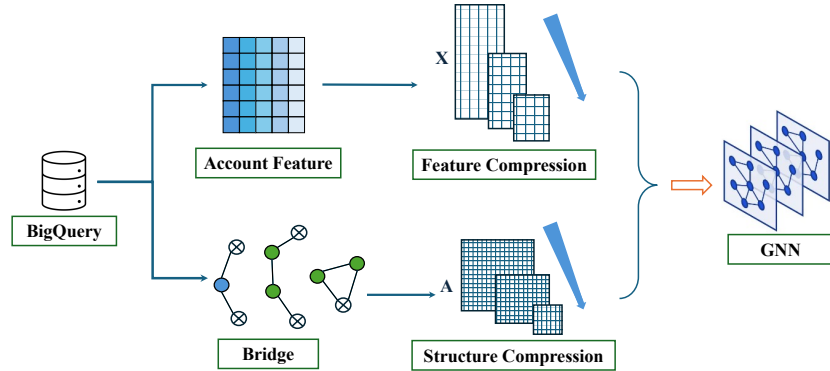 X
Account Feature
Feature Compression
BigQuery
GNN
A
Bridge
Structure Compression